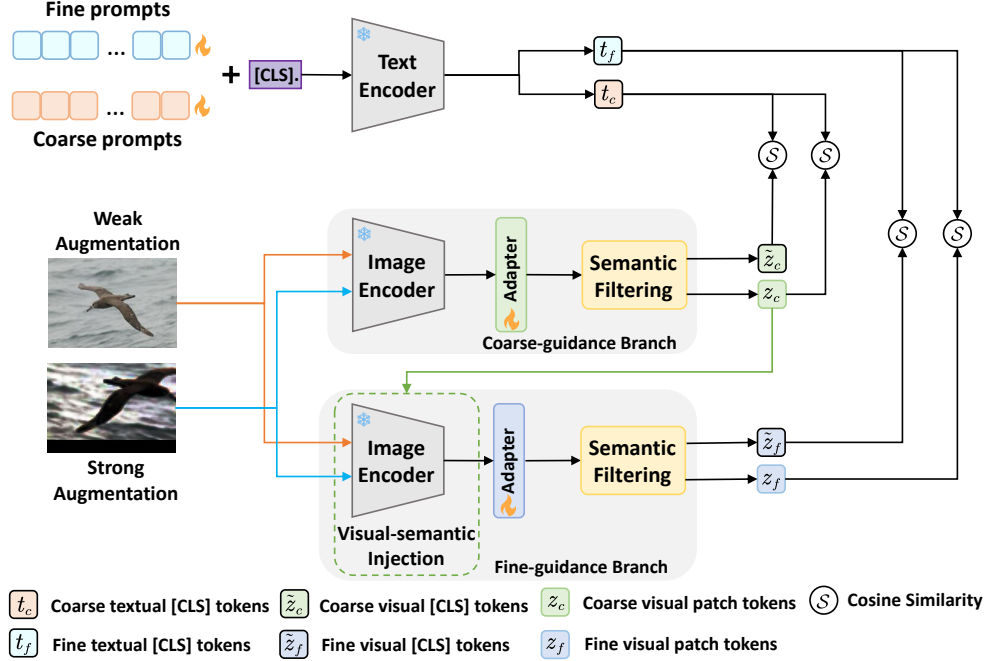 Fine prompts
...
+
[CLS].
...
Coarse prompts
Text
Encoder
t_f
t_c
S
S
S
S
Weak
Augmentation
Image
Encoder
Adapter
Semantic
Filtering
z̃_c
z_c
Coarse-guidance Branch
Strong
Augmentation
Image
Encoder
Adapter
Semantic
Filtering
z̃_f
z_f
Visual-semantic
Injection
Fine-guidance Branch
t_c Coarse textual [CLS] tokens
z̃_c Coarse visual [CLS] tokens
z_c Coarse visual patch tokens
S Cosine Similarity
t_f Fine textual [CLS] tokens
z̃_f Fine visual [CLS] tokens
z_f Fine visual patch tokens